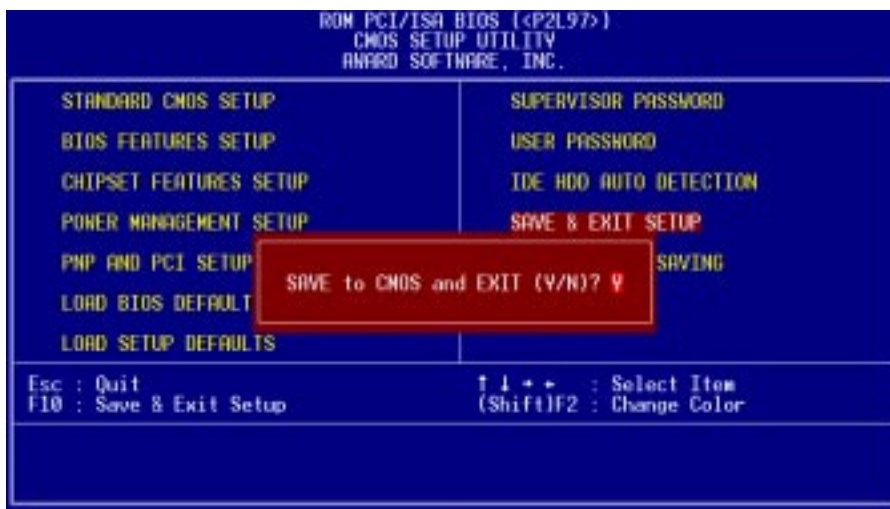 ROM PCI/ISA BIOS (<P2L97>)
CMOS SETUP UTILITY
AWARD SOFTWARE, INC.
STANDARD CMOS SETUP
BIOS FEATURES SETUP
CHIPSET FEATURES SETUP
POWER MANAGEMENT SETUP
PNP AND PCI SETUP
LOAD BIOS DEFAULT
LOAD SETUP DEFAULTS
SUPERVISOR PASSWORD
USER PASSWORD
IDE HDD AUTO DETECTION
SAVE & EXIT SETUP
SAVING
SAVE to CMOS and EXIT (Y/N)? Y
Esc : Quit
F10 : Save & Exit Setup
↑ ↓ → ← : Select Item
(Shift)F2 : Change Color